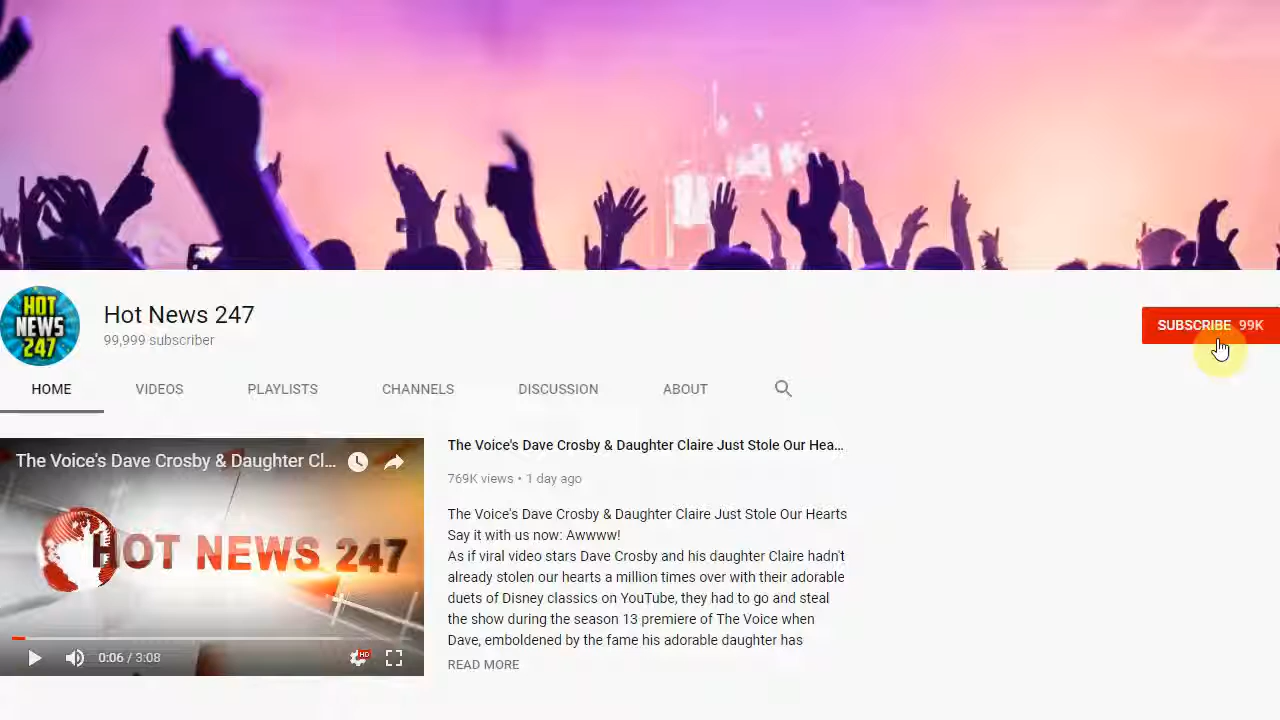 HOT
NEWS
247
Hot News 247
99,999 subscriber
SUBSCRIBE 99K
HOME VIDEOS PLAYLISTS CHANNELS DISCUSSION ABOUT
The Voice's Dave Crosby & Daughter Cl...
HOT NEWS 247
0:06 / 3:08
HD
The Voice's Dave Crosby & Daughter Claire Just Stole Our Hea...
769K views • 1 day ago
The Voice's Dave Crosby & Daughter Claire Just Stole Our Hearts
Say it with us now: Awwww!
As if viral video stars Dave Crosby and his daughter Claire hadn't
already stolen our hearts a million times over with their adorable
duets of Disney classics on YouTube, they had to go and steal
the show during the season 13 premiere of The Voice when
Dave, emboldened by the fame his adorable daughter has
READ MORE